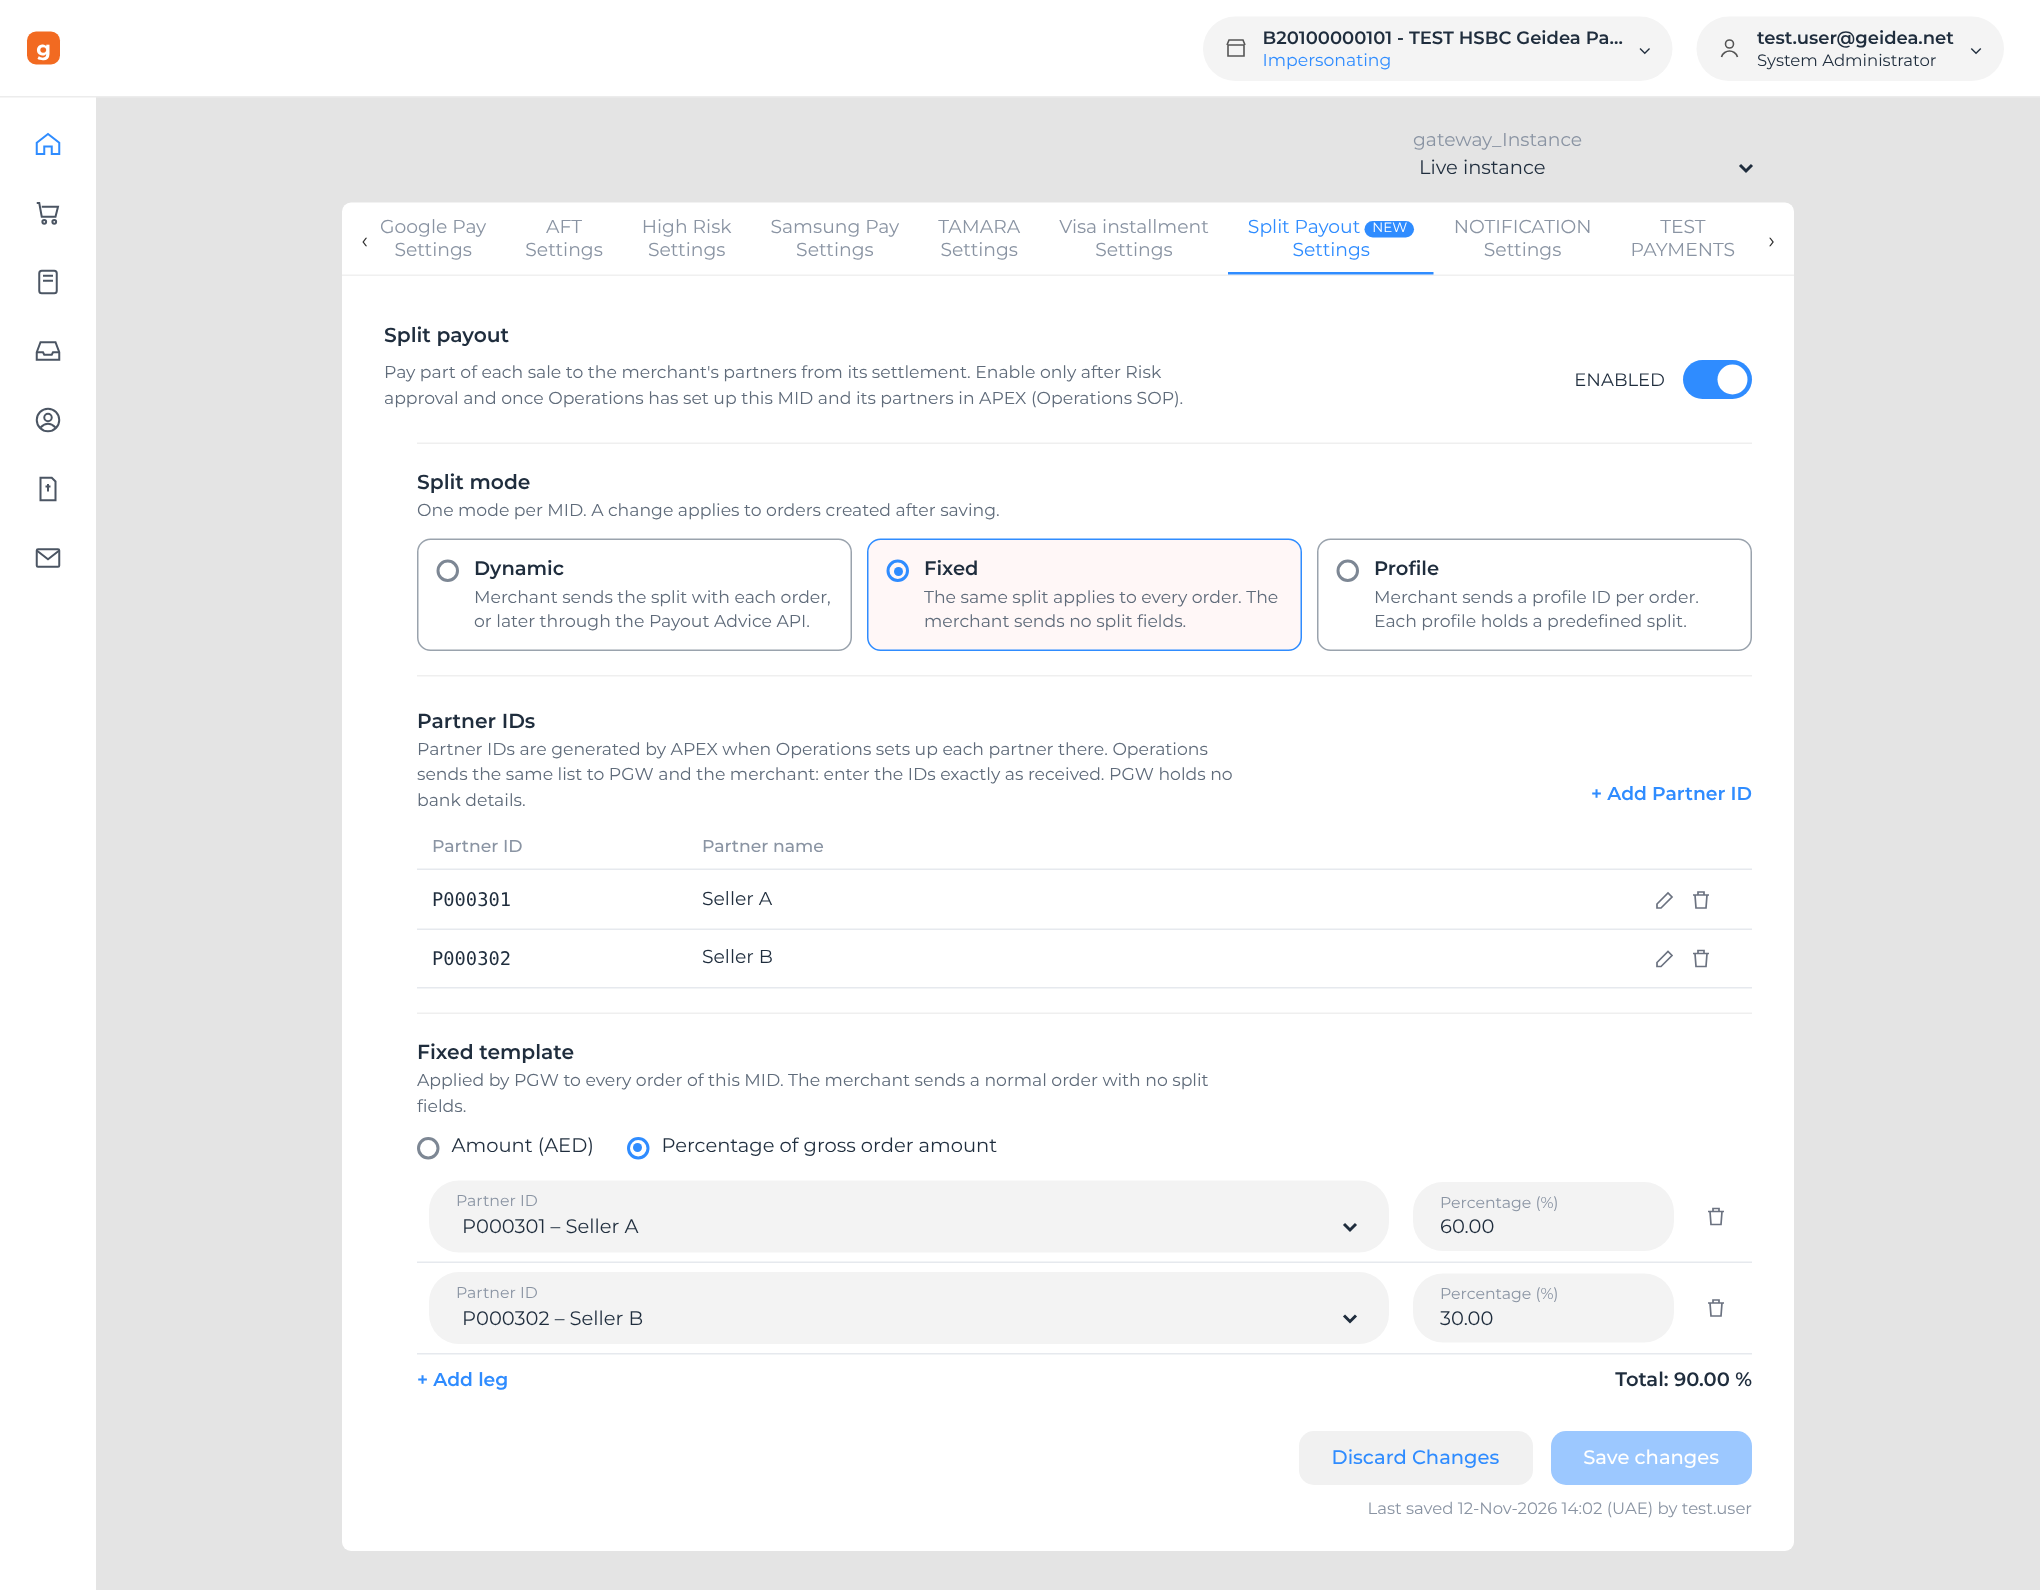 g
B20100000101 - TEST HSBC Geidea Pa...
Impersonating
test.user@geidea.net
System Administrator
gateway_Instance
Live instance
‹
Google Pay
Settings
AFT
Settings
High Risk
Settings
Samsung Pay
Settings
TAMARA
Settings
Visa installment
Settings
Split Payout NEW
Settings
NOTIFICATION
Settings
TEST
PAYMENTS
›
Split payout
Pay part of each sale to the merchant's partners from its settlement. Enable only after Risk
approval and once Operations has set up this MID and its partners in APEX (Operations SOP).
ENABLED
Split mode
One mode per MID. A change applies to orders created after saving.
Dynamic
Merchant sends the split with each order,
or later through the Payout Advice API.
Fixed
The same split applies to every order. The
merchant sends no split fields.
Profile
Merchant sends a profile ID per order.
Each profile holds a predefined split.
Partner IDs
Partner IDs are generated by APEX when Operations sets up each partner there. Operations
sends the same list to PGW and the merchant: enter the IDs exactly as received. PGW holds no
bank details.
+ Add Partner ID
Partner ID Partner name
P000301 Seller A
P000302 Seller B
Fixed template
Applied by PGW to every order of this MID. The merchant sends a normal order with no split
fields.
Amount (AED) Percentage of gross order amount
Partner ID
P000301 – Seller A
Percentage (%)
60.00
Partner ID
P000302 – Seller B
Percentage (%)
30.00
+ Add leg
Total: 90.00 %
Discard Changes
Save changes
Last saved 12-Nov-2026 14:02 (UAE) by test.user